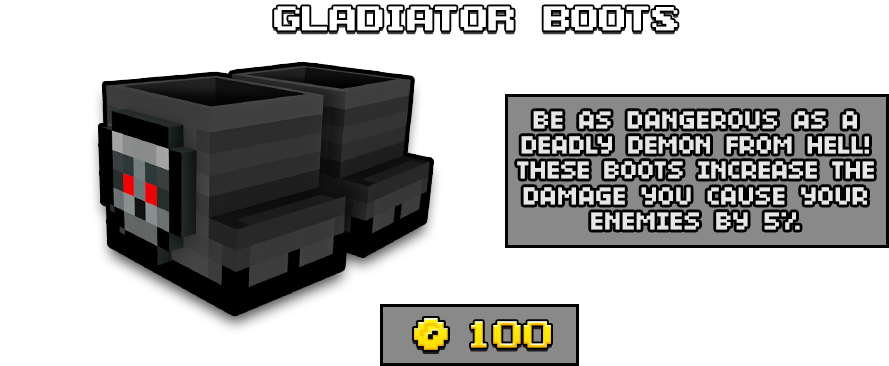 GLADIATOR BOOTS
BE AS DANGEROUS AS A
DEADLY DEMON FROM HELL!
THESE BOOTS INCREASE THE
DAMAGE YOU CAUSE YOUR
ENEMIES BY 5%
100